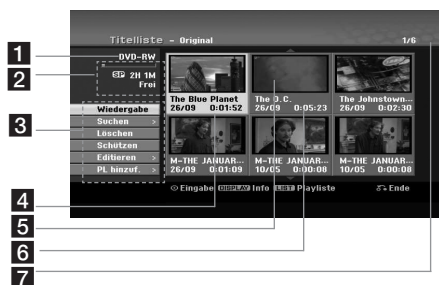 Titelliste - Original 1/6
1
DVD-RW
2
SP 2H 1M
Frei
The Blue Planet
26/09 0:01:52
The J.C.
26/09 0:05:23
The Johnstown...
26/09 0:02:30
3
Wiedergabe
Suchen >
Löschen
Schützen
Editieren >
PL hinzuf. >
M-THE JANUAR...
26/09 0:01:09
M-THE JANUAR...
10/05 0:00:08
M-THE JANUAR...
10/05 0:00:08
Eingabe DISPLAY Info LIST Playliste Ende
4
5
6
7